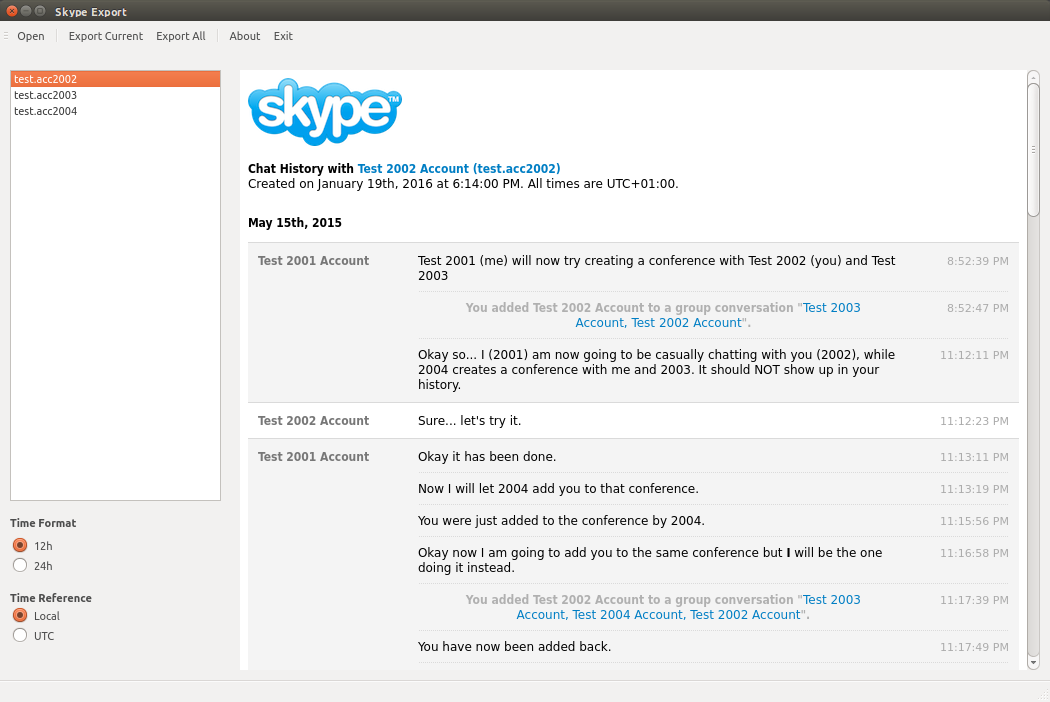 Skype Export
Open Export Current Export All About Exit
test.acc2002
test.acc2003
test.acc2004
Time Format
12h
24h
Time Reference
Local
UTC
skype™
Chat History with Test 2002 Account (test.acc2002)
Created on January 19th, 2016 at 6:14:00 PM. All times are UTC+01:00.
May 15th, 2015
Test 2001 Account Test 2001 (me) will now try creating a conference with Test 2002 (you) and Test 8:52:39 PM
2003
You added Test 2002 Account to a group conversation "Test 2003 8:52:47 PM
Account, Test 2002 Account".
Okay so... I (2001) am now going to be casually chatting with you (2002), while 11:12:11 PM
2004 creates a conference with me and 2003. It should NOT show up in your
history.
Test 2002 Account Sure... let's try it. 11:12:23 PM
Test 2001 Account Okay it has been done. 11:13:11 PM
Now I will let 2004 add you to that conference. 11:13:19 PM
You were just added to the conference by 2004. 11:15:56 PM
Okay now I am going to add you to the same conference but I will be the one 11:16:58 PM
doing it instead.
You added Test 2002 Account to a group conversation "Test 2003 11:17:39 PM
Account, Test 2004 Account, Test 2002 Account".
You have now been added back. 11:17:49 PM